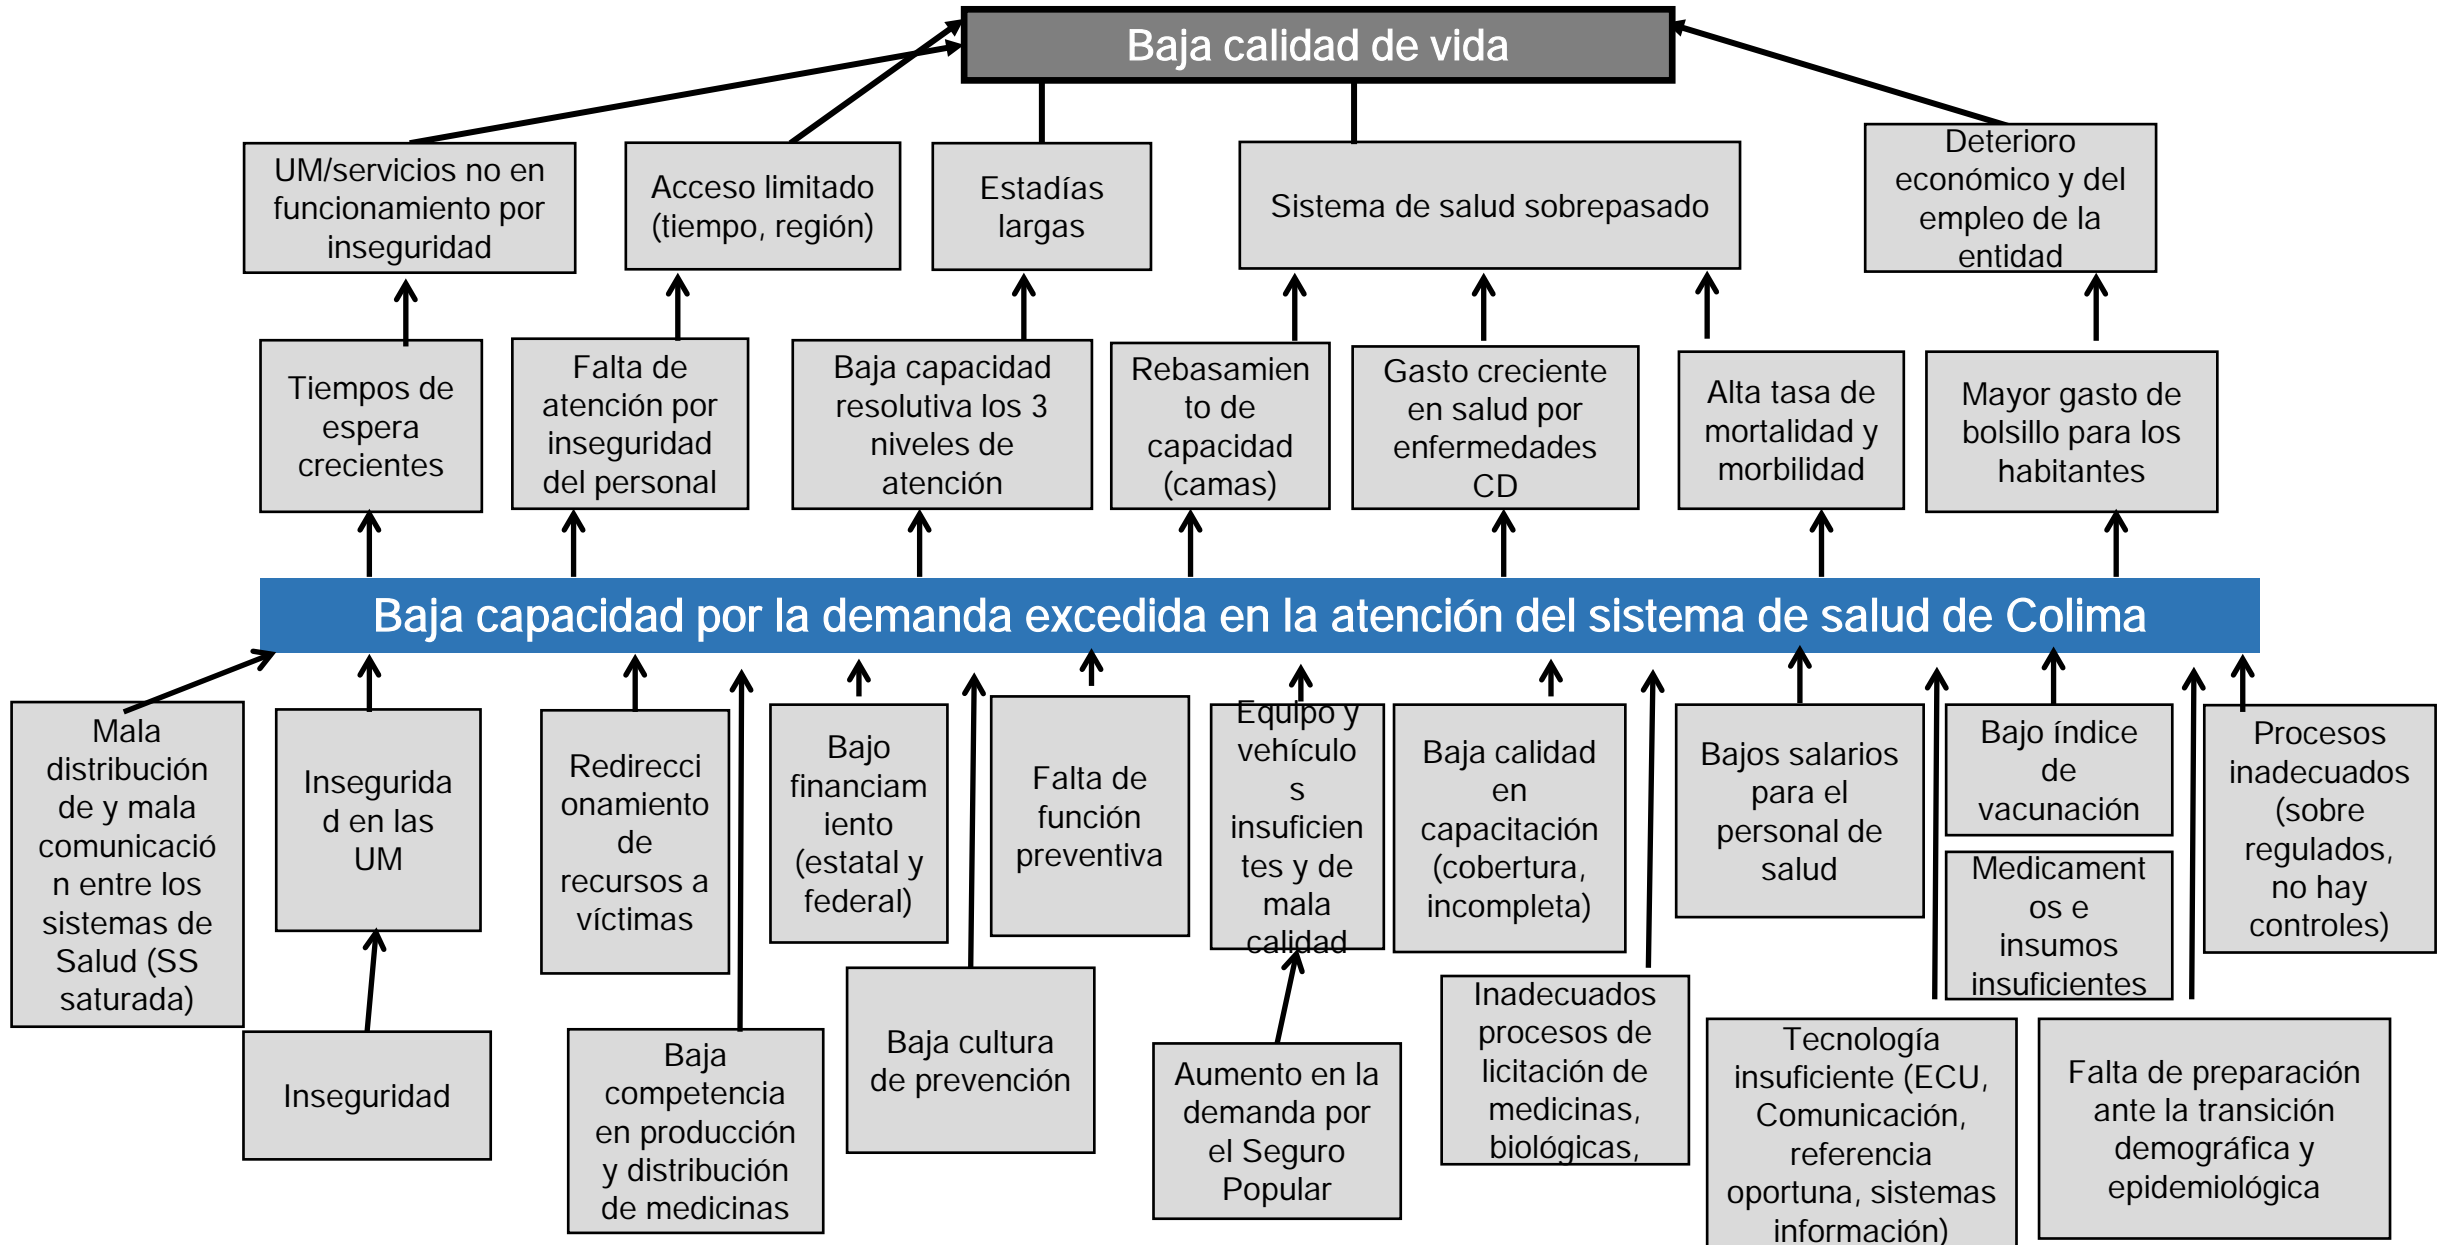 Baja calidad de vida
UM/servicios no en
funcionamiento por
inseguridad
Acceso limitado
(tiempo, región)
Estadías
largas
Sistema de salud sobrepasado
Deterioro
económico y del
empleo de la
entidad
Tiempos de
espera
crecientes
Falta de
atención por
inseguridad
del personal
Baja capacidad
resolutiva los 3
niveles de
atención
Rebasamien
to de
capacidad
(camas)
Gasto creciente
en salud por
enfermedades
CD
Alta tasa de
mortalidad y
morbilidad
Mayor gasto de
bolsillo para los
habitantes
Baja capacidad por la demanda excedida en la atención del sistema de salud de Colima
Mala
distribución
de y mala
comunicació
n entre los
sistemas de
Salud (SS
saturada)
Insegurida
d en las
UM
Redirecci
onamiento
de
recursos a
víctimas
Bajo
financiam
iento
(estatal y
federal)
Falta de
función
preventiva
Equipo y
vehículo
s
insuficien
tes y de
mala
calidad
Baja calidad
en
capacitación
(cobertura,
incompleta)
Bajos salarios
para el
personal de
salud
Bajo índice
de
vacunación
Medicament
os e
insumos
insuficientes
Procesos
inadecuados
(sobre
regulados,
no hay
controles)
Inseguridad
Baja
competencia
en producción
y distribución
de medicinas
Baja cultura
de prevención
Aumento en la
demanda por
el Seguro
Popular
Inadecuados
procesos de
licitación de
medicinas,
biológicas,
Tecnología
insuficiente (ECU,
Comunicación,
referencia
oportuna, sistemas
información)
Falta de preparación
ante la transición
demográfica y
epidemiológica